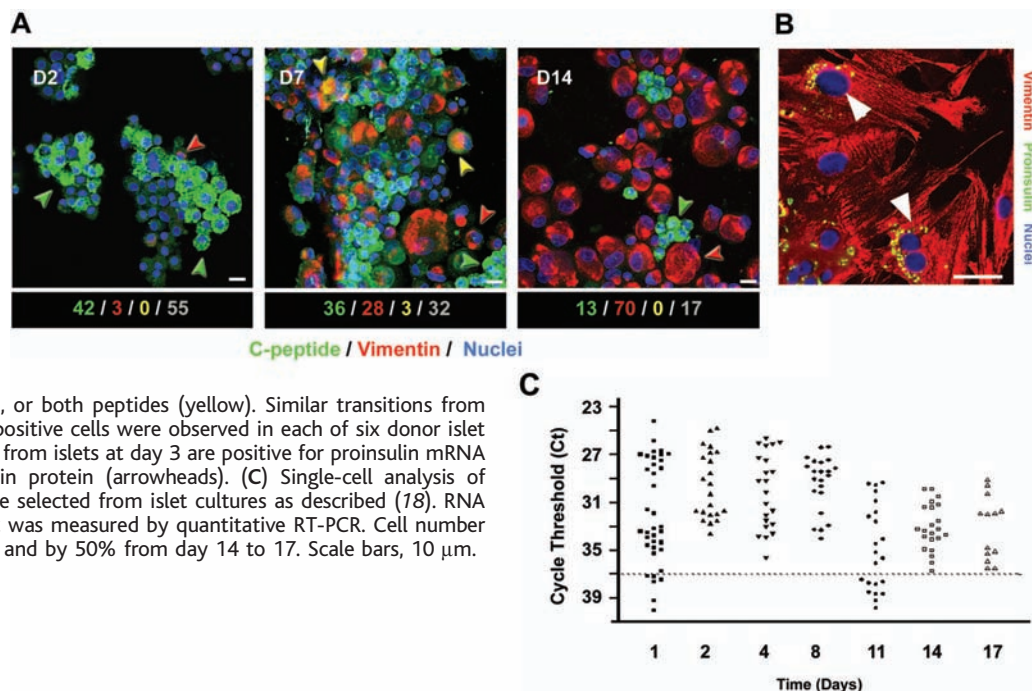 A
B
D2
D7
D14
42 / 3 / 0 / 55
36 / 28 / 3 / 32
13 / 70 / 0 / 17
C-peptide / Vimentin / Nuclei
Vimentin Proinsulin Nuclei
, or both peptides (yellow). Similar transitions from
positive cells were observed in each of six donor islet
from islets at day 3 are positive for proinsulin mRNA
in protein (arrowheads). (C) Single-cell analysis of
e selected from islet cultures as described (18). RNA
was measured by quantitative RT-PCR. Cell number
and by 50% from day 14 to 17. Scale bars, 10 μm.
C
Cycle Threshold (Ct)
23
27
31
35
39
1 2 4 8 11 14 17
Time (Days)